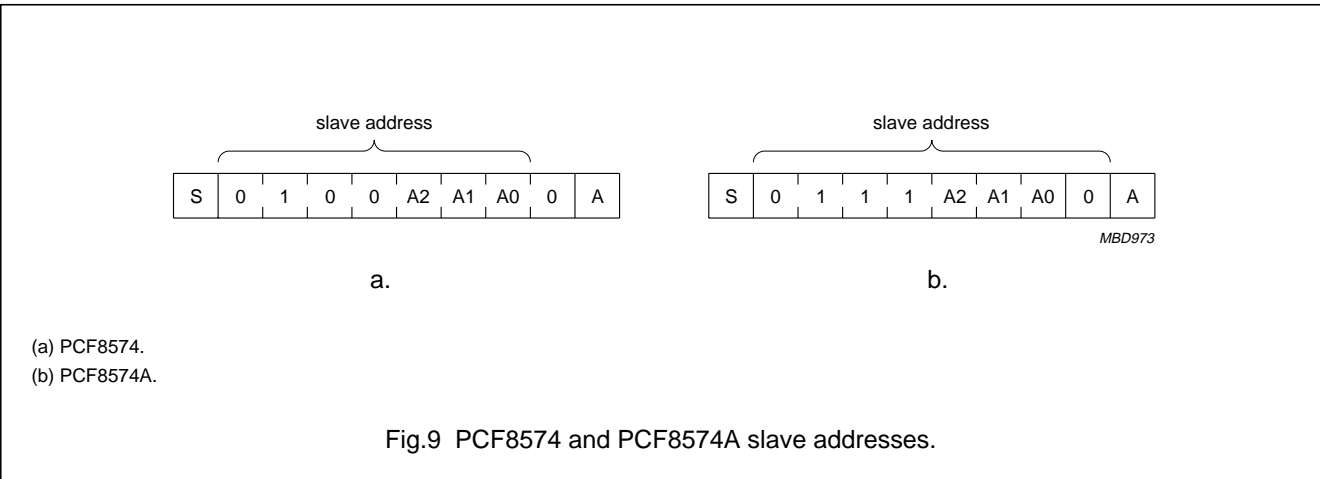 slave address
S 0 1 0 0 A2 A1 A0 0 A
a.
slave address
S 0 1 1 1 A2 A1 A0 0 A
MBD973
b.
(a) PCF8574.
(b) PCF8574A.
Fig.9 PCF8574 and PCF8574A slave addresses.